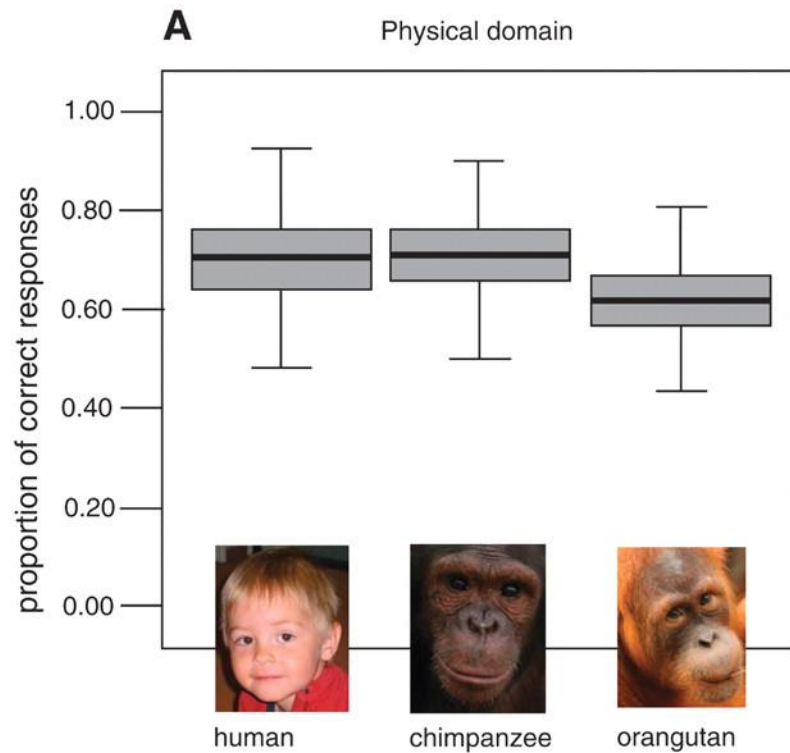 A
Physical domain
proportion of correct responses
1.00
0.80
0.60
0.40
0.20
0.00
human chimpanzee orangutan